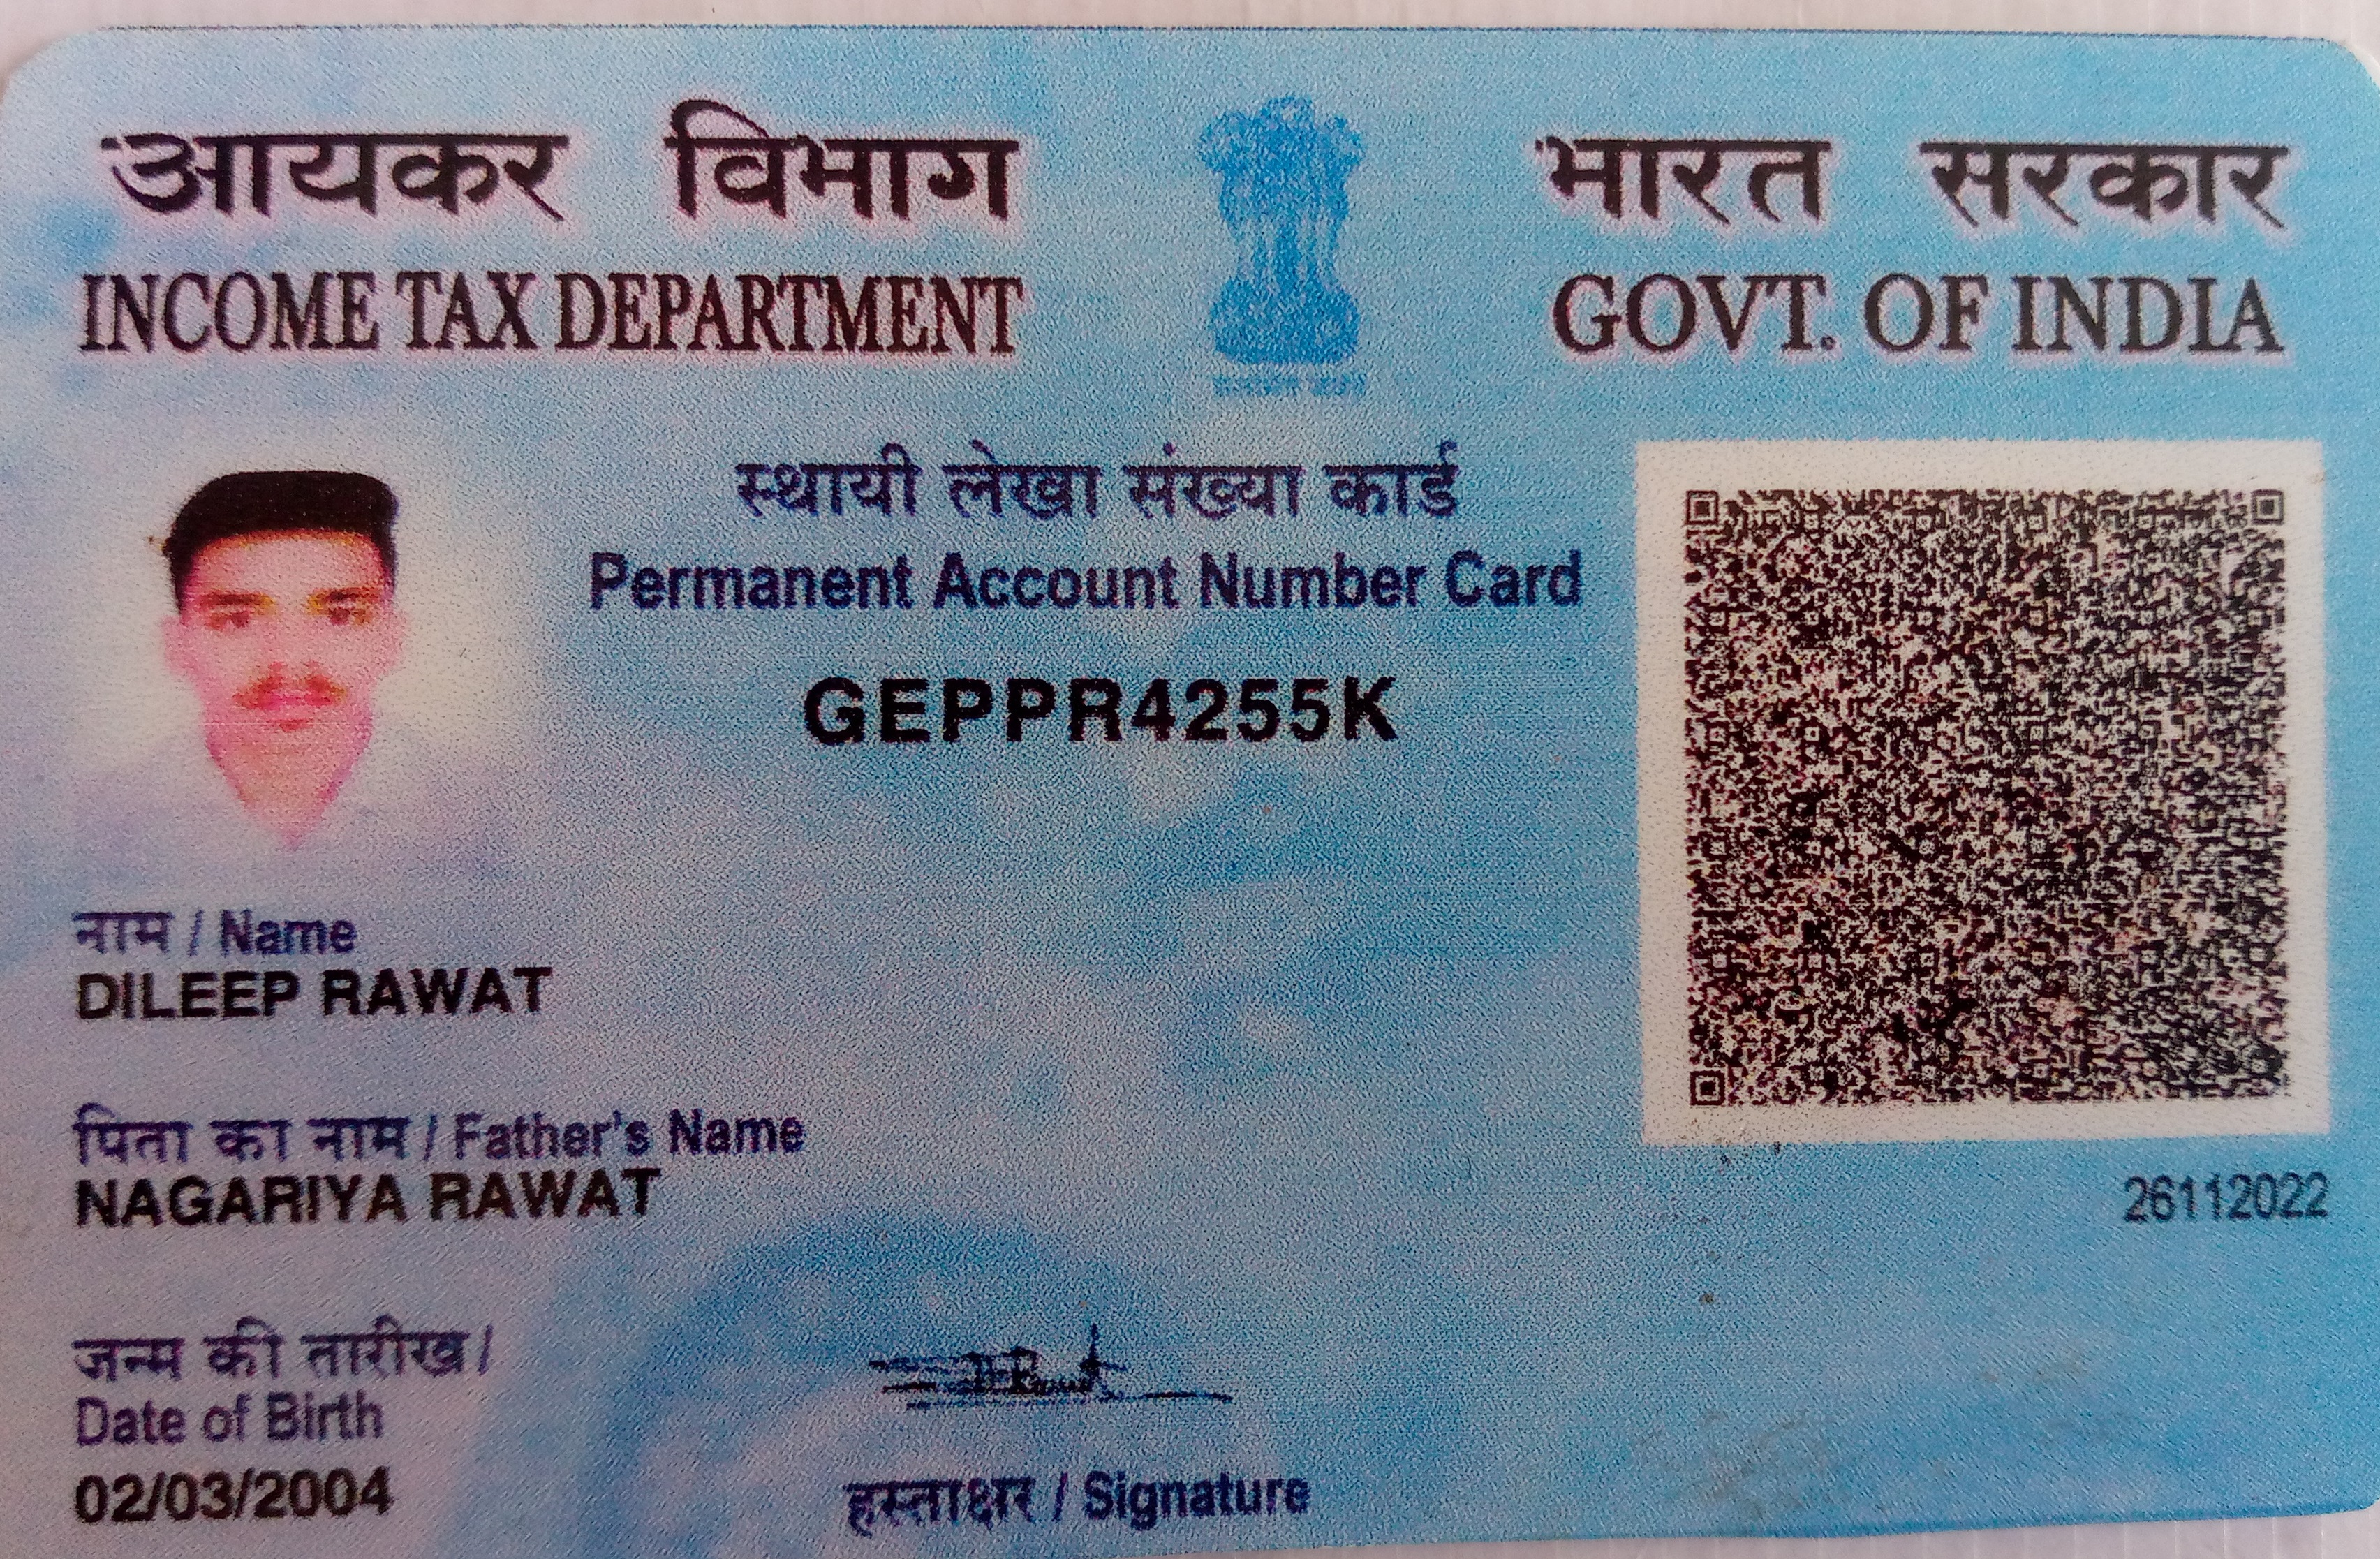 आयकर विभाग
INCOME TAX DEPARTMENT
भारत सरकार
GOVT. OF INDIA
स्थायी लेखा संख्या कार्ड
Permanent Account Number Card
GEPPR4255K
नाम / Name
DILEEP RAWAT
पिता का नाम / Father's Name
NAGARIYA RAWAT
26112022
जन्म की तारीख /
Date of Birth
02/03/2004
हस्ताक्षर / Signature